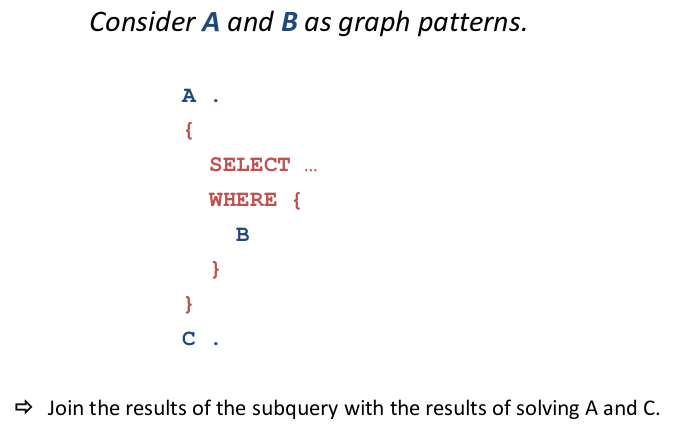 Consider A and B as graph patterns.
A .
{
SELECT …
WHERE {
B
}
}
C .
⇨ Join the results of the subquery with the results of solving A and C.